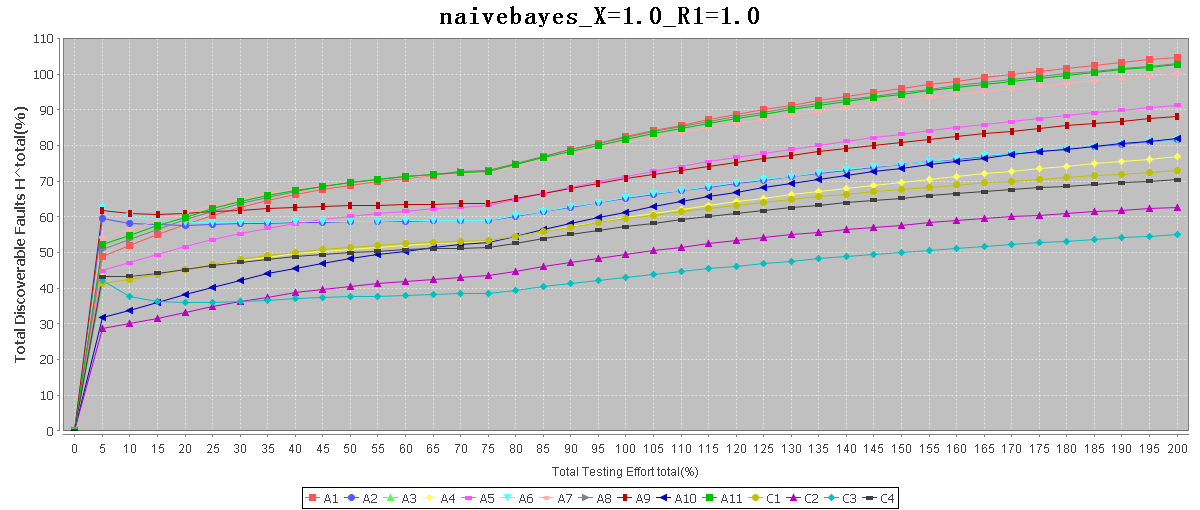 naivebayes_X=1.0_R1=1.0
Total Discoverable Faults H^total(%)
110
100
90
80
70
60
50
40
30
20
10
0
0 5 10 15 20 25 30 35 40 45 50 55 60 65 70 75 80 85 90 95 100 105 110 115 120 125 130 135 140 145 150 155 160 165 170 175 180 185 190 195 200
Total Testing Effort total(%)
A1 A2 A3 A4 A5 A6 A7 A8 A9 A10 A11 C1 C2 C3 C4